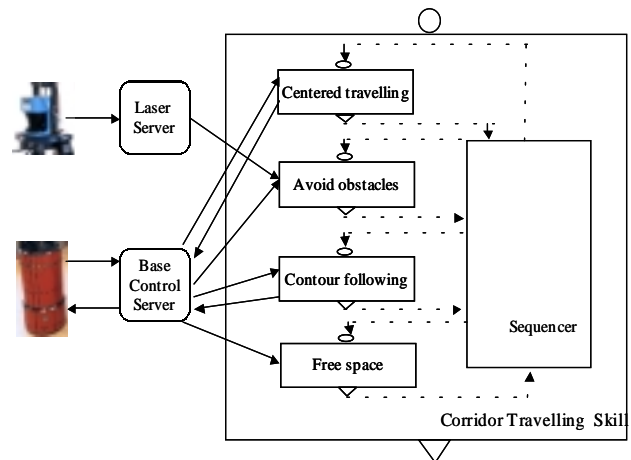 Centered travelling
Laser
Server
Avoid obstacles
Base
Control
Server
Contour following
Sequencer
Free space
Corridor Travelling Skill